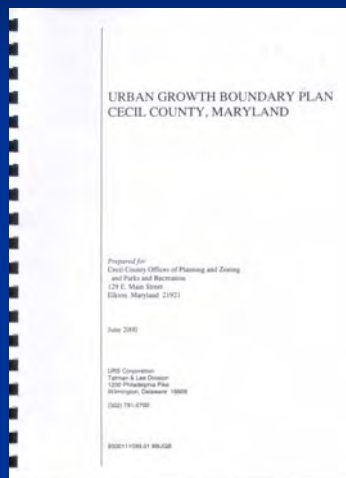 URBAN GROWTH BOUNDARY PLAN
CECIL COUNTY, MARYLAND
Prepared for
Cecil County Offices of Planning and Zoning
and Parks and Recreation
129 E. Main Street
Elkton, Maryland 21921
June 2000
URS Corporation
Tatman & Lee Division
1200 Philadelphia Pike
Wilmington, Delaware 19809
(302) 791-0700